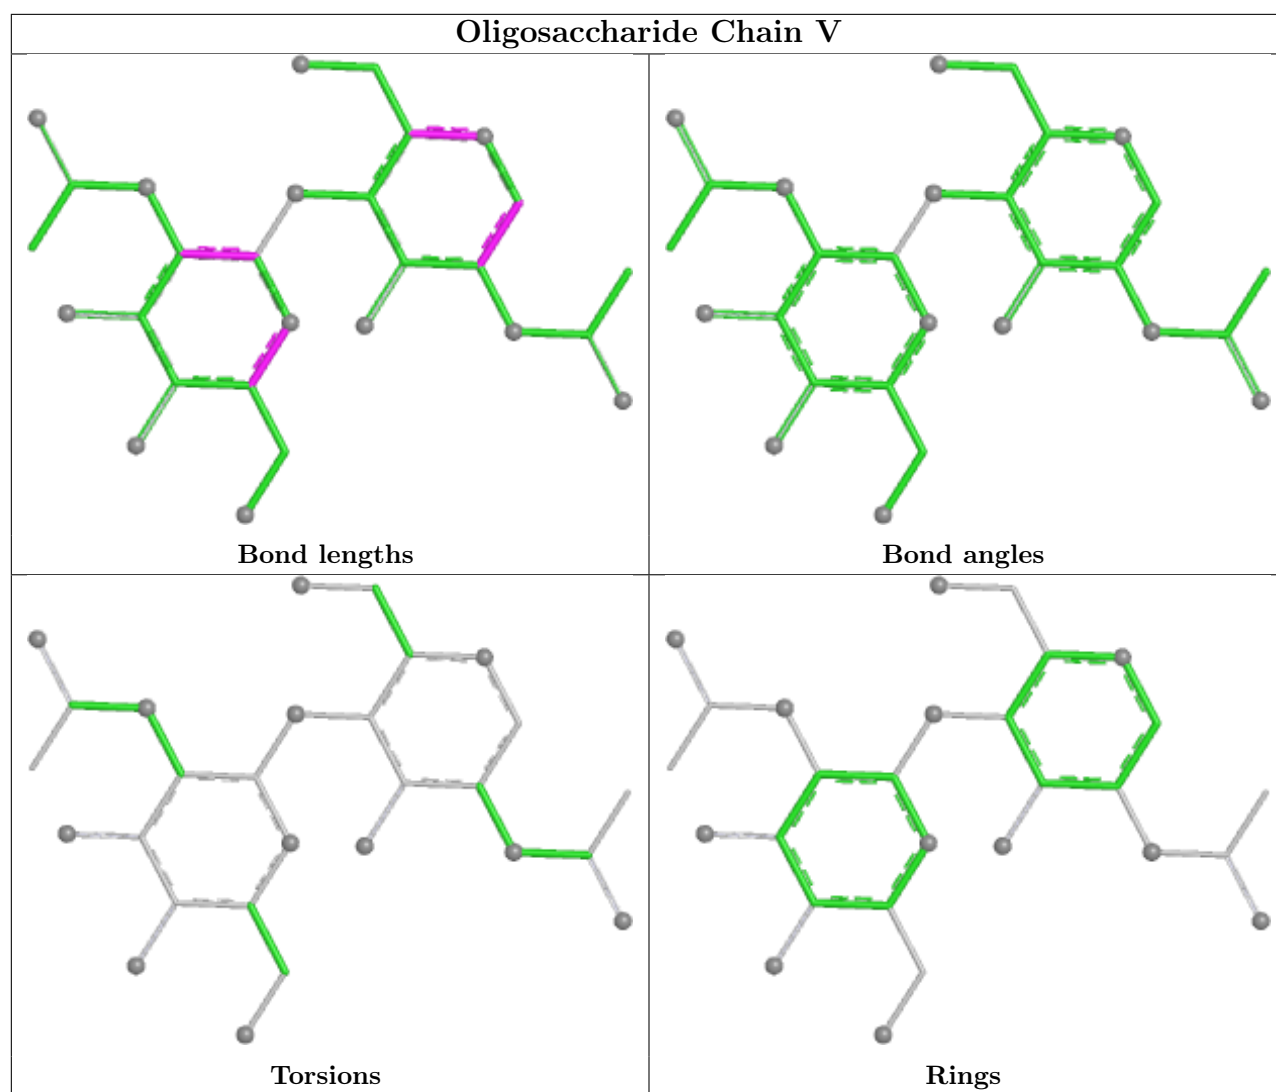 Oligosaccharide Chain V
Bond lengths
Bond angles
Torsions
Rings